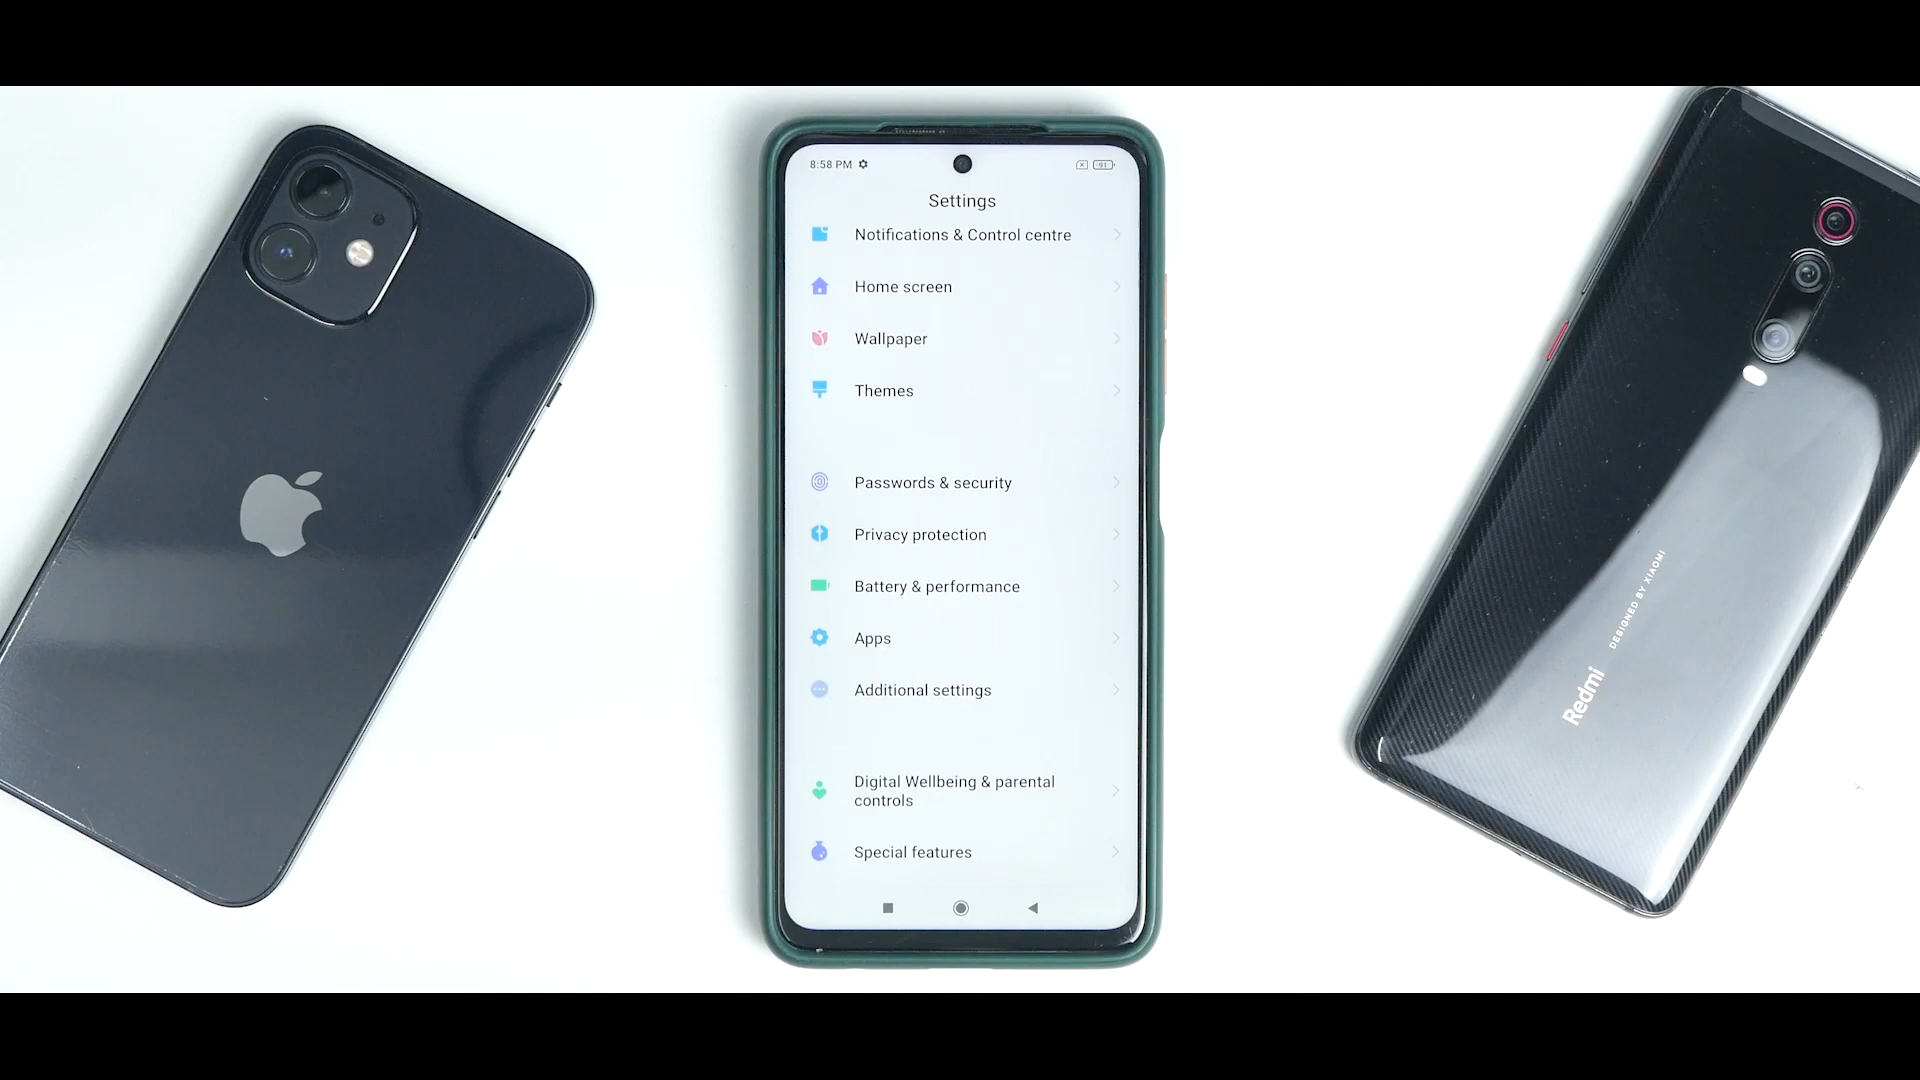 8:58 PM
91
Settings
Notifications & Control centre
Home screen
Wallpaper
Themes
Passwords & security
Privacy protection
Battery & performance
Apps
Additional settings
Digital Wellbeing & parental
controls
Special features
Redmi
DESIGNED BY XIAOMI